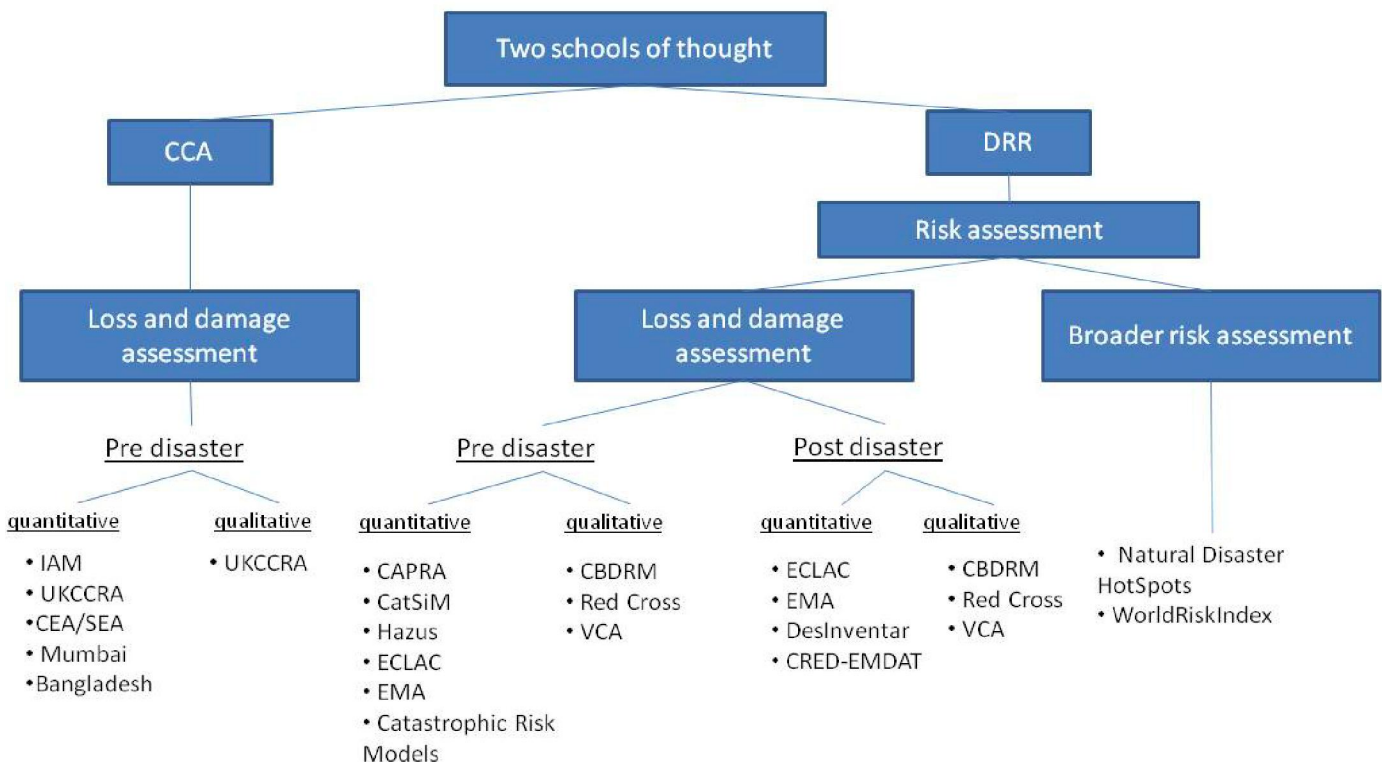 Two schools of thought
CCA
DRR
Risk assessment
Loss and damage
assessment
Loss and damage
assessment
Broader risk assessment
Pre disaster
Pre disaster
Post disaster
quantitative
• IAM
• UKCCRA
•CEA/SEA
• Mumbai
•Bangladesh
qualitative
• UKCCRA
quantitative
• CAPRA
• CatSiM
• Hazus
• ECLAC
• EMA
• Catastrophic Risk
Models
qualitative
• CBDRM
• Red Cross
• VCA
quantitative
• ECLAC
• EMA
• DesInventar
• CRED-EMDAT
qualitative
• CBDRM
• Red Cross
• VCA
• Natural Disaster
HotSpots
• WorldRiskIndex